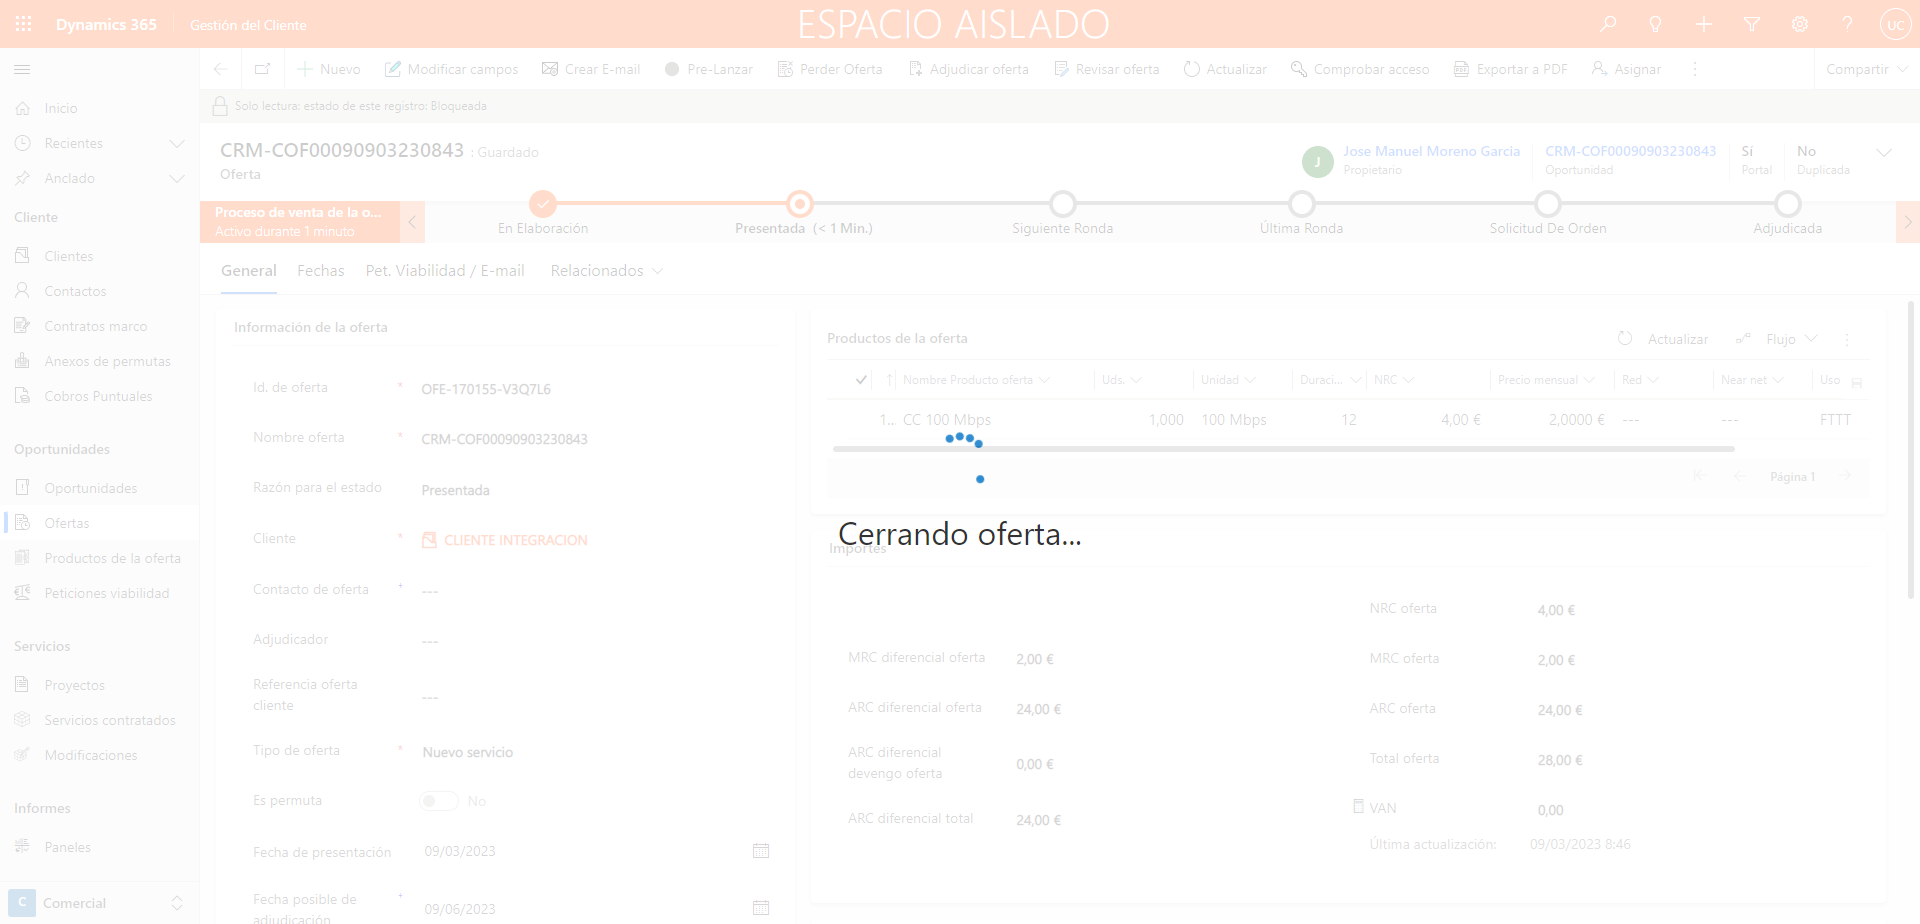 Dynamics 365
Gestión del Cliente
ESPACIO AISLADO
UC
Nuevo
Modificar campos
Crear E-mail
Pre-Lanzar
Perder Oferta
Adjudicar oferta
Revisar oferta
Actualizar
Comprobar acceso
Exportar a PDF
Asignar
Compartir
Solo lectura: estado de este registro: Bloqueada
Inicio
Recientes
Anclado
Cliente
Clientes
Contactos
Contratos marco
Anexos de permutas
Cobros Puntuales
Oportunidades
Oportunidades
Ofertas
Productos de la oferta
Peticiones viabilidad
Servicios
Proyectos
Servicios contratados
Modificaciones
Informes
Paneles
C Comercial
CRM-COF00090903230843 : Guardado
Oferta
J
Jose Manuel Moreno Garcia
Propietario
CRM-COF00090903230843
Oportunidad
Sí
Portal
No
Duplicada
Proceso de venta de la o...
Activo durante 1 minuto
En Elaboración
Presentada (< 1 Min.)
Siguiente Ronda
Última Ronda
Solicitud De Orden
Adjudicada
General
Fechas
Pet. Viabilidad / E-mail
Relacionados
Información de la oferta
Id. de oferta * OFE-170155-V3Q7L6
Nombre oferta * CRM-COF00090903230843
Razón para el estado Presentada
Cliente * CLIENTE INTEGRACION
Contacto de oferta + ---
Adjudicador ---
Referencia oferta
cliente ---
Tipo de oferta * Nuevo servicio
Es permuta No
Fecha de presentación 09/03/2023
Fecha posible de
adjudicación + 09/06/2023
Productos de la oferta
Actualizar
Flujo
Nombre Producto oferta Uds. Unidad Duraci... NRC Precio mensual Red Near net Uso
1... CC 100 Mbps 1,000 100 Mbps 12 4,00 € 2,0000 € --- --- FTTT
Página 1
Cerrando oferta...
Importes
NRC oferta 4,00 €
MRC diferencial oferta 2,00 €
MRC oferta 2,00 €
ARC diferencial oferta 24,00 €
ARC oferta 24,00 €
ARC diferencial
devengo oferta 0,00 €
Total oferta 28,00 €
ARC diferencial total 24,00 €
VAN 0,00
Última actualización: 09/03/2023 8:46